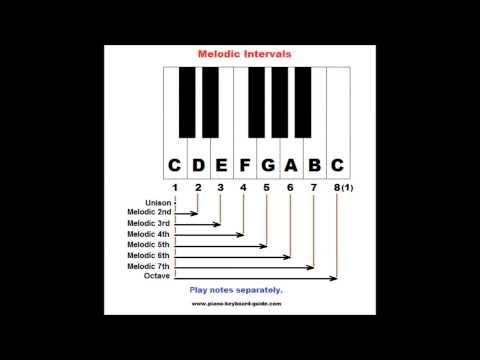 Melodic Intervals
C D E F G A B C
1 2 3 4 5 6 7 8(1)
Unison
Melodic 2nd
Melodic 3rd
Melodic 4th
Melodic 5th
Melodic 6th
Melodic 7th
Octave
Play notes separately.
www.piano-keyboard-guide.com